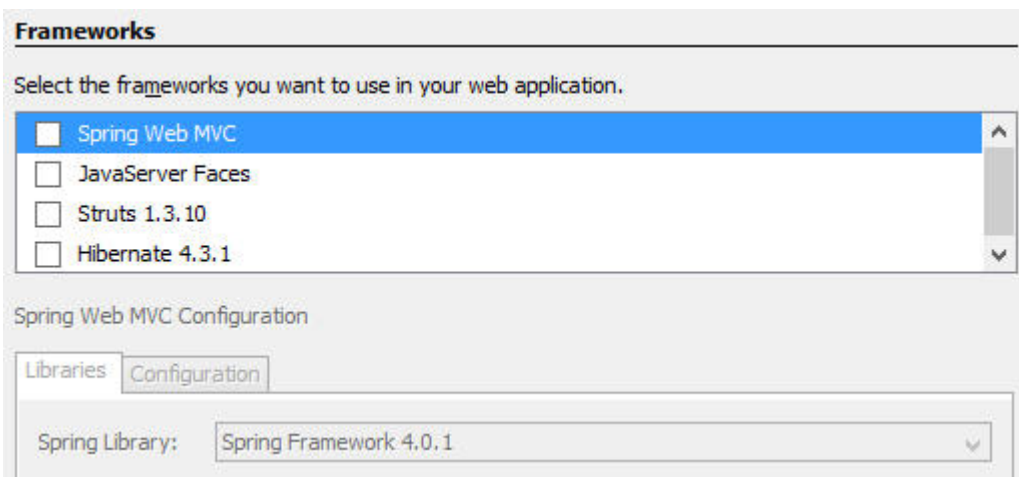 Frameworks
Select the frameworks you want to use in your web application.
Spring Web MVC
JavaServer Faces
Struts 1.3.10
Hibernate 4.3.1
Spring Web MVC Configuration
Libraries Configuration
Spring Library: Spring Framework 4.0.1